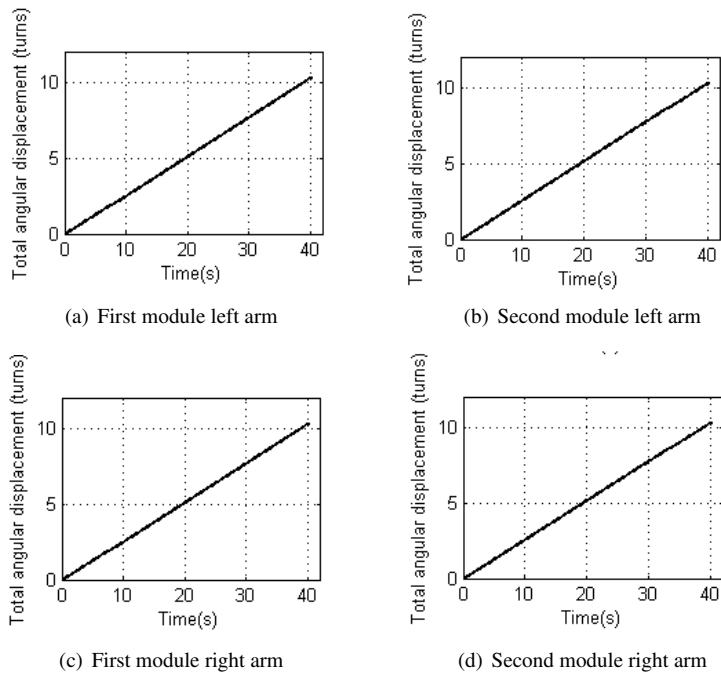 Total angular displacement (turns)
10
5
0
0 10 20 30 40
Time(s)
(a) First module left arm
Total angular displacement (turns)
10
5
0
0 10 20 30 40
Time(s)
(b) Second module left arm
Total angular displacement (turns)
10
5
0
0 10 20 30 40
Time(s)
(c) First module right arm
Total angular displacement (turns)
10
5
0
0 10 20 30 40
Time(s)
(d) Second module right arm